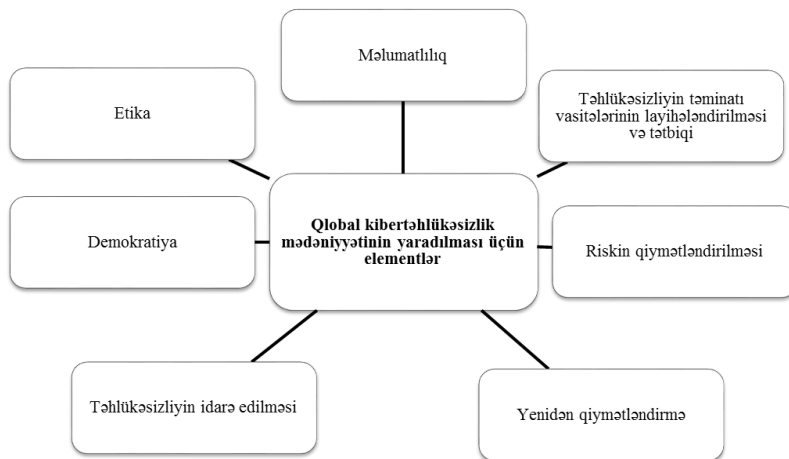 Məlumatlılıq
Etika
Təhlükəsizliyin təminatı
vasitələrinin layihələndirilməsi
və tətbiqi
Qlobal kibertəhlükəsizlik
mədəniyyətinin yaradılması üçün
elementlər
Demokratiya
Riskin qiymətləndirilməsi
Təhlükəsizliyin idarə edilməsi
Yenidən qiymətləndirmə